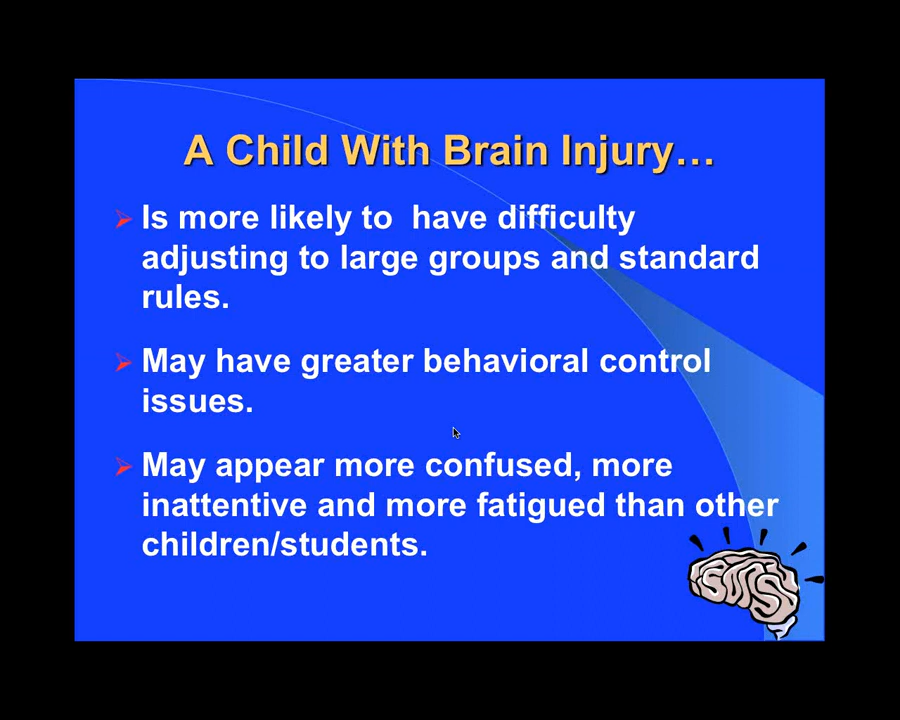 A Child With Brain Injury…
Is more likely to  have difficulty
adjusting to large groups and standard
rules.
May have greater behavioral control
issues.
May appear more confused, more
inattentive and more fatigued than other
children/students.